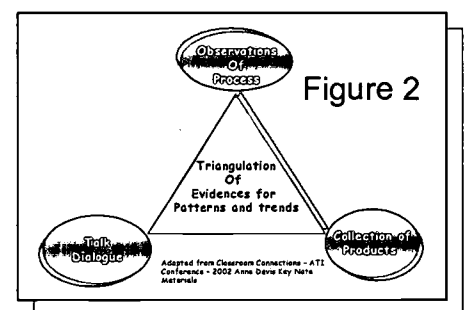 Observations
Of
Process
Figure 2
Triangulation
Of
Evidences for
Patterns and trends
Talk
Dialogue
Collection of
Products
Adapted from Classroom Connections - ATI
Conference - 2002 Anne Davis Key Note
Materials